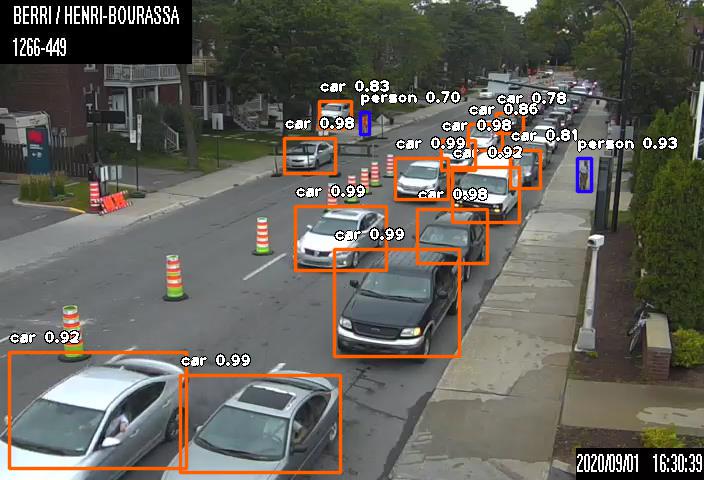 BERRI / HENRI-BOURASSA
1266-449
car 0.83
person 0.70
car 0.78
car 0.86
car 0.98
car 0.98
car 0.81
person 0.93
car 0.99
car 0.92
car 0.99
car 0.98
car 0.99
car 0.92
car 0.99
2020/09/01 16:30:39